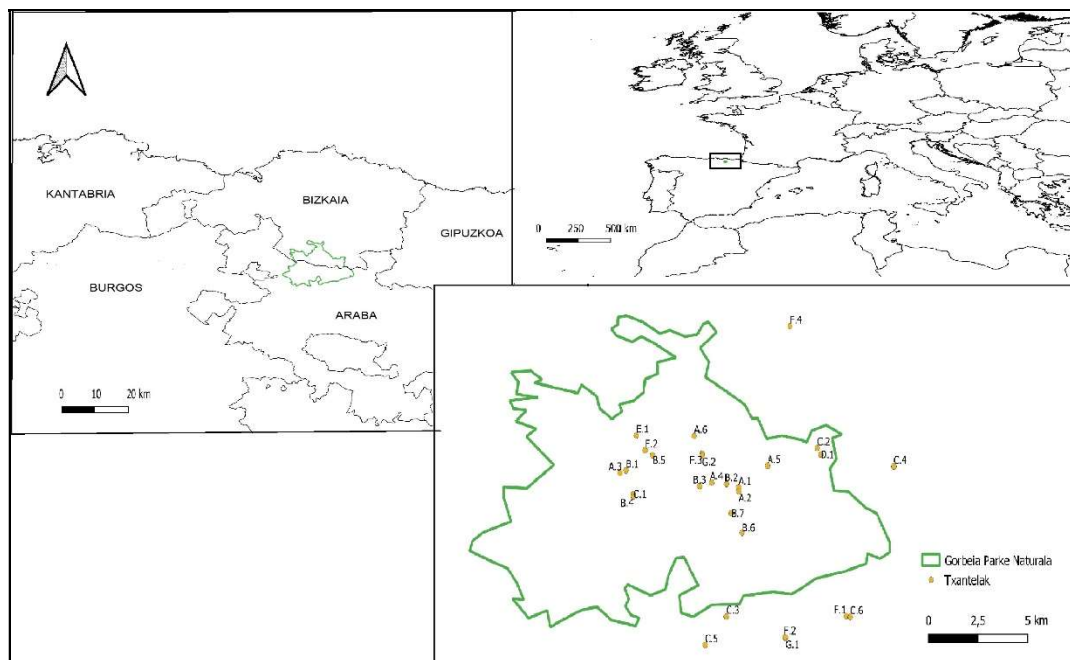 KANTABRIA
BIZKAIA
GIPUZKOA
BURGOS
ARABA
0 10 20 km
0 250 500 km
F.4
E.1
A.6
E.2
B.5
F.3
G.2
A.5
C.2
D.1
C.4
A.3
B.1
A.4
B.2
A.1
B.3
A.2
C.1
B.4
B.7
B.6
C.3
F.1
C.6
C.5
F.2
G.1
Gorbeia Parke Naturala
Txantelak
0 2,5 5 km